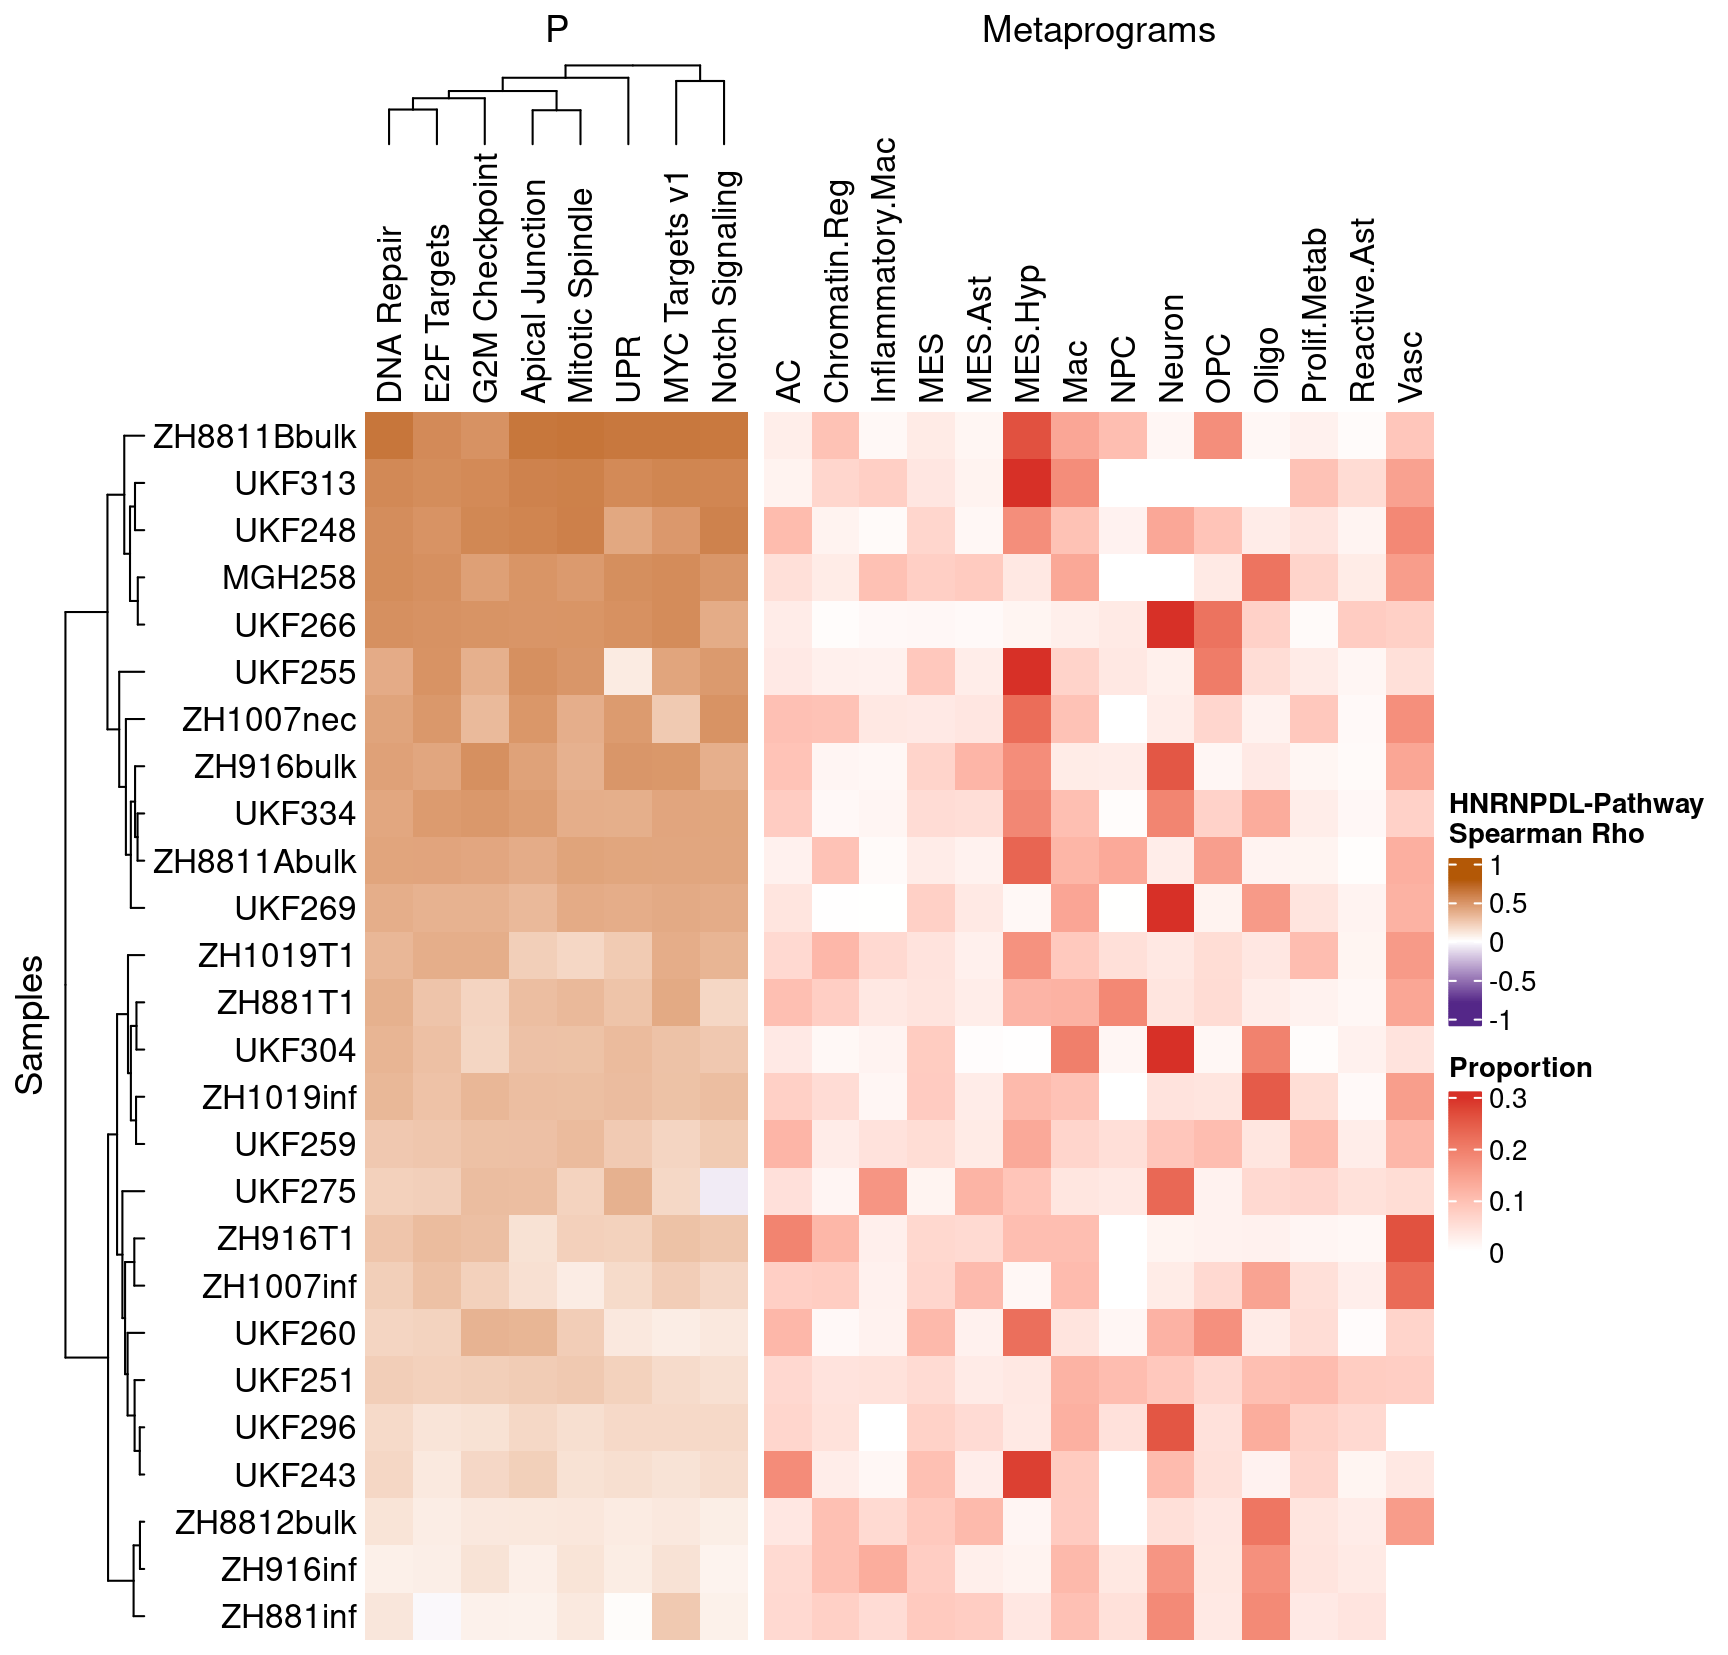 P
Metaprograms
DNA Repair
E2F Targets
G2M Checkpoint
Apical Junction
Mitotic Spindle
UPR
MYC Targets v1
Notch Signaling
AC
Chromatin.Reg
Inflammatory.Mac
MES
MES.Ast
MES.Hyp
Mac
NPC
Neuron
OPC
Oligo
Prolif.Metab
Reactive.Ast
Vasc
Samples
ZH8811Bbulk
UKF313
UKF248
MGH258
UKF266
UKF255
ZH1007nec
ZH916bulk
UKF334
ZH8811Abulk
UKF269
ZH1019T1
ZH881T1
UKF304
ZH1019inf
UKF259
UKF275
ZH916T1
ZH1007inf
UKF260
UKF251
UKF296
UKF243
ZH8812bulk
ZH916inf
ZH881inf
HNRNPDL-Pathway
Spearman Rho
1
0.5
0
-0.5
-1
Proportion
0.3
0.2
0.1
0